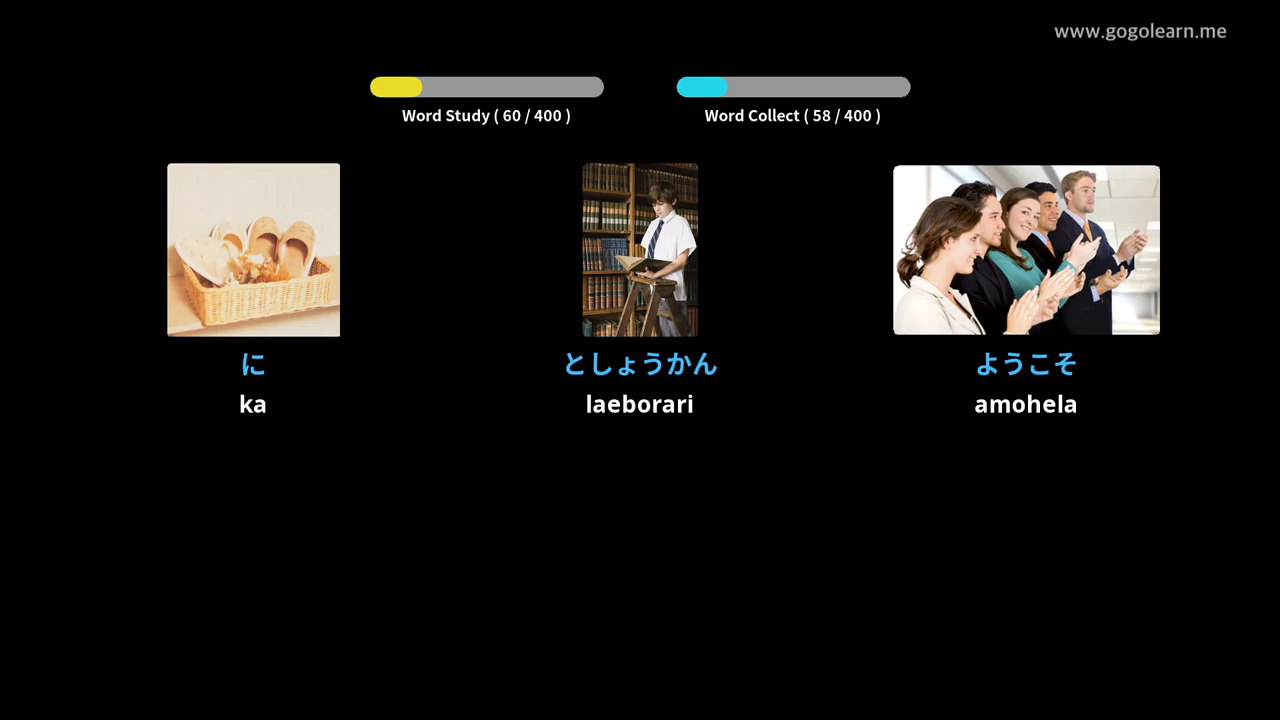 www.gogolearn.me
Word Study ( 60 / 400 )
Word Collect ( 58 / 400 )
に
ka
としょうかん
laeborari
ようこそ
amohela